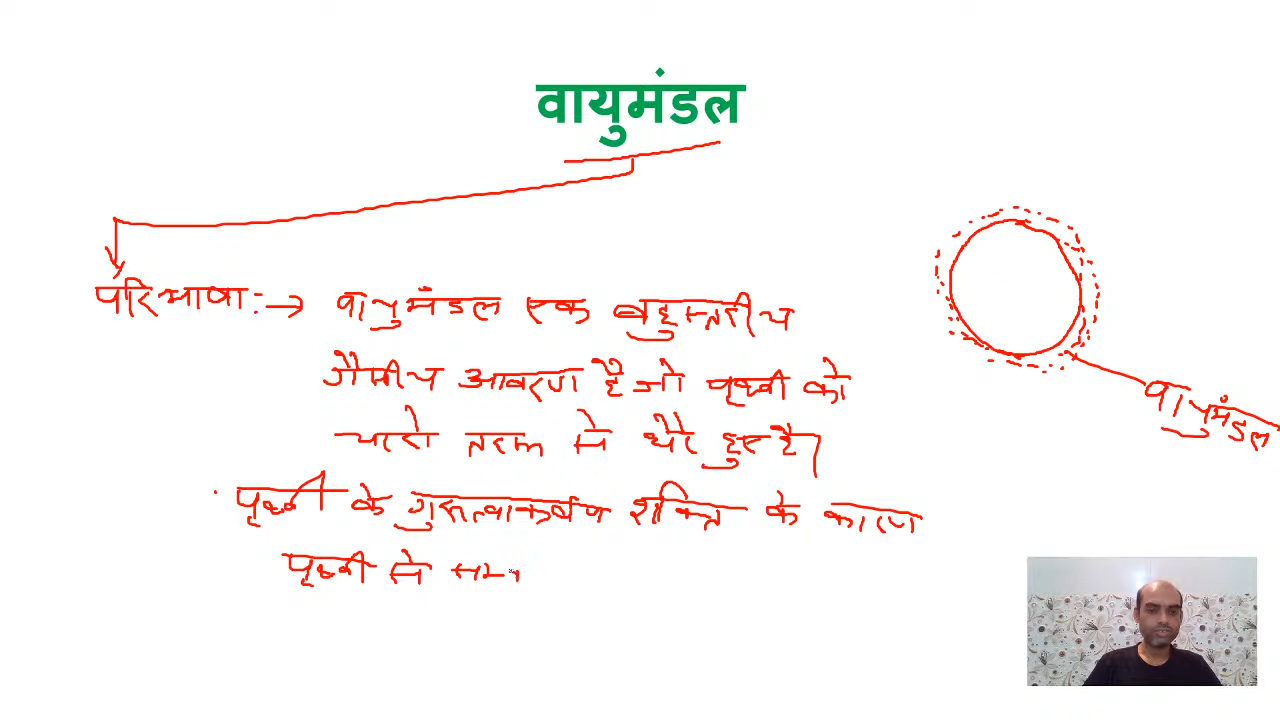 वायुमंडल
परिभाषा :→ वायुमंडल एक बहुस्तरीय
गैसीय आवरण है जो पृथ्वी को
चारो तरफ से घेरे हुए है।
वायुमंडल
पृथ्वी के गुरुत्वाकर्षण शक्ति के कारण
पृथ्वी से